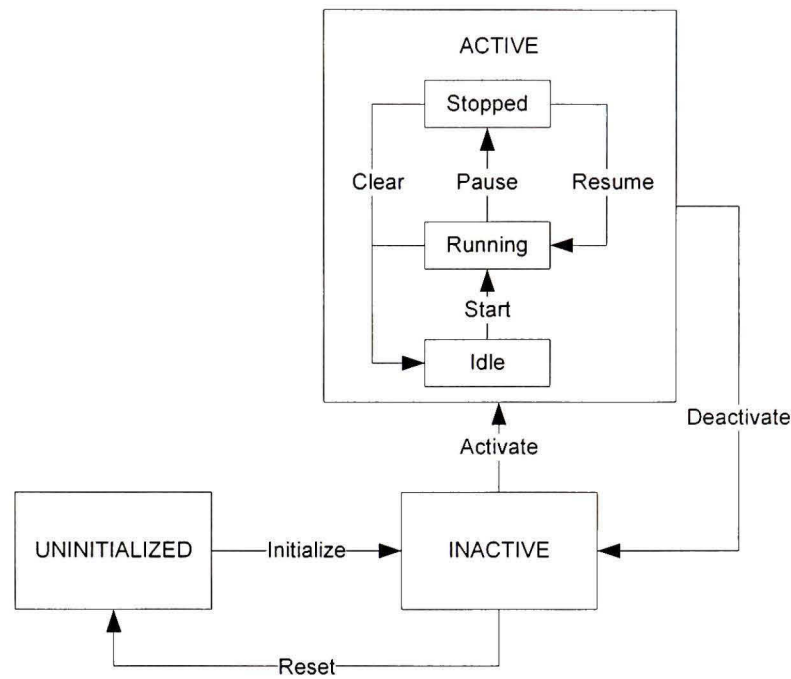 ACTIVE
Stopped
Clear
Pause
Resume
Running
Start
Idle
Deactivate
Activate
UNINITIALIZED
Initialize
INACTIVE
Reset